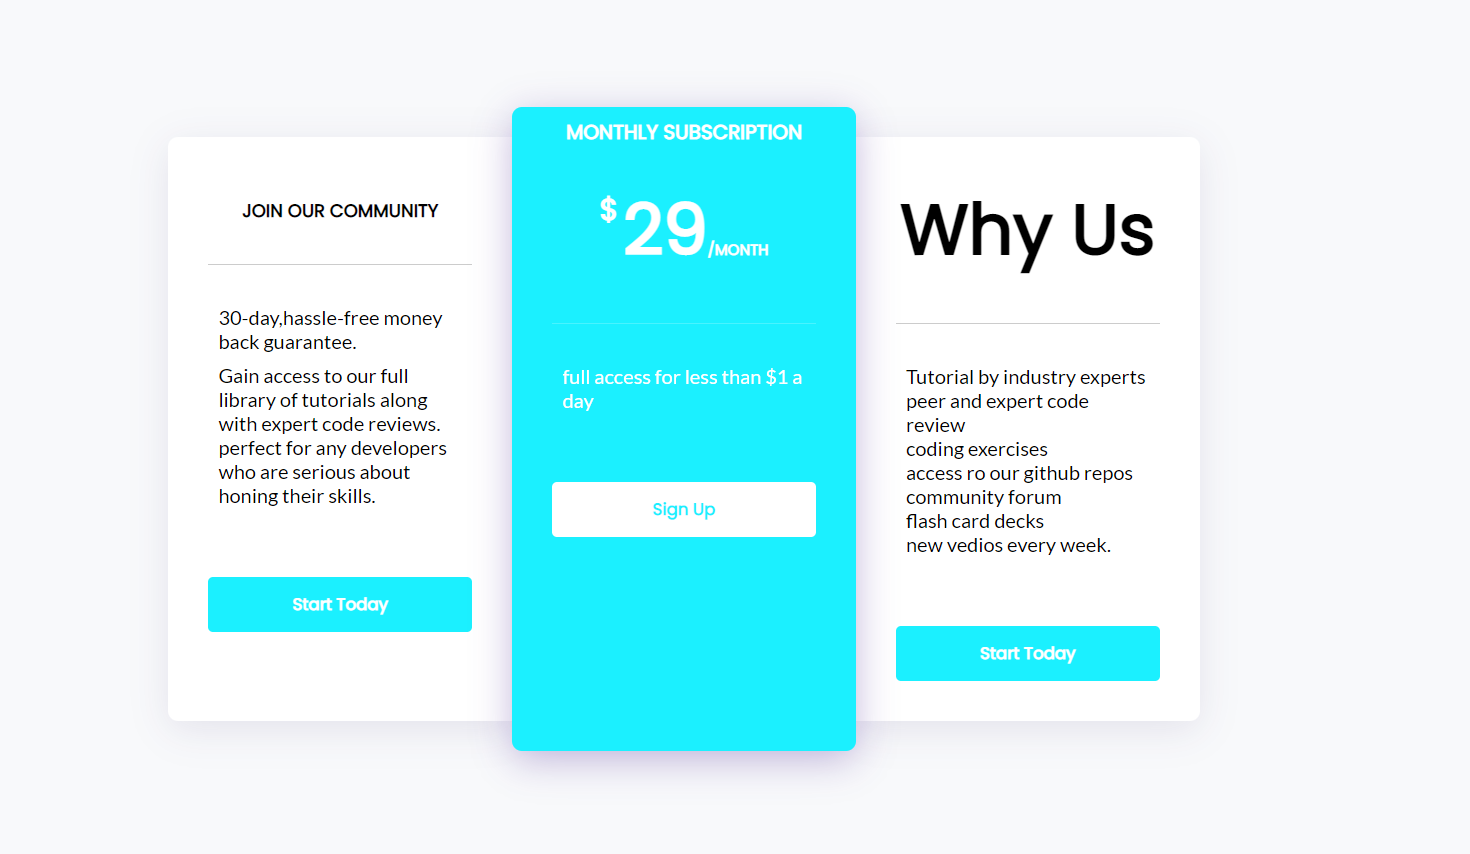 JOIN OUR COMMUNITY
30-day,hassle-free money
back guarantee.
Gain access to our full
library of tutorials along
with expert code reviews.
perfect for any developers
who are serious about
honing their skills.
Start Today
MONTHLY SUBSCRIPTION
$29/MONTH
full access for less than $1 a
day
Sign Up
Why Us
Tutorial by industry experts
peer and expert code
review
coding exercises
access ro our github repos
community forum
flash card decks
new vedios every week.
Start Today